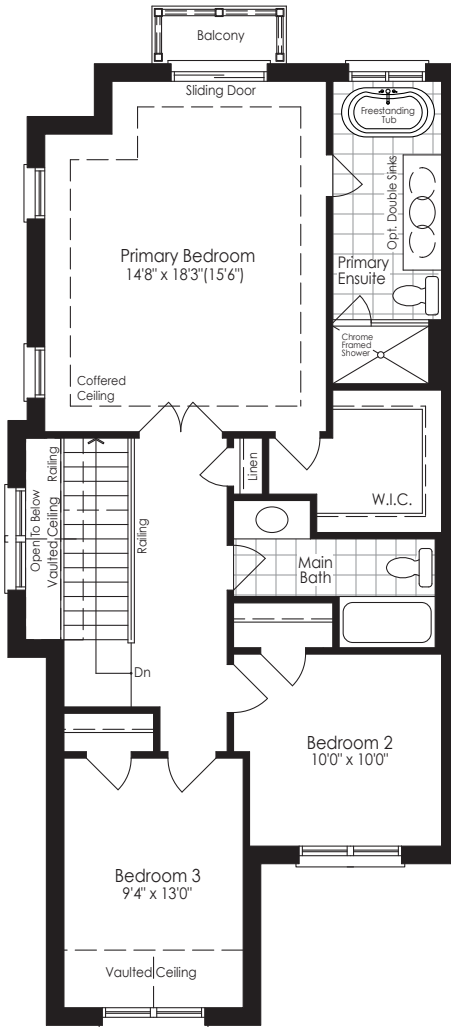 Balcony
Sliding Door
Freestanding
Tub
Opt. Double Sinks
Primary Bedroom
14'8" x 18'3"(15'6")
Primary
Ensuite
Chrome
Framed
Shower
Coffered
Ceiling
Linen
W.I.C.
Open To Below
Vaulted Ceiling
Railing
Railing
Main
Bath
Dn
Bedroom 2
10'0" x 10'0"
Bedroom 3
9'4" x 13'0"
Vaulted Ceiling